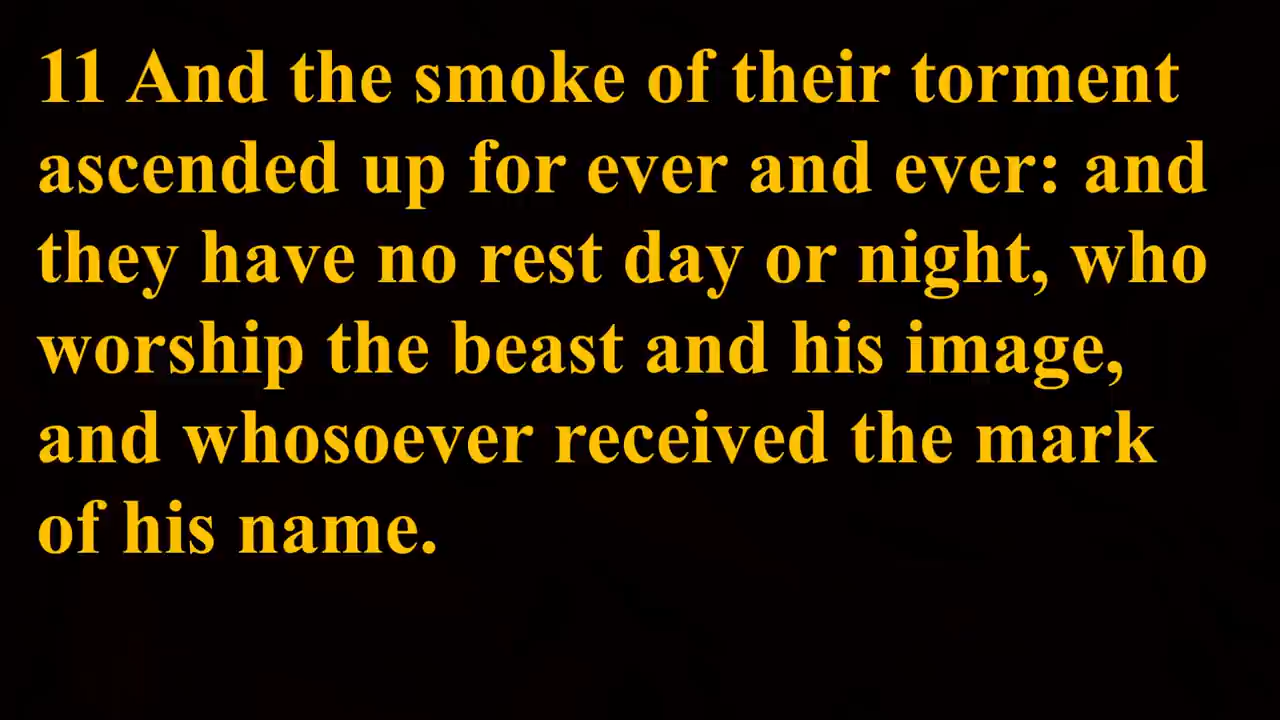 11 And the smoke of their torment
ascended up for ever and ever: and
they have no rest day or night, who
worship the beast and his image,
and whosoever received the mark
of his name.